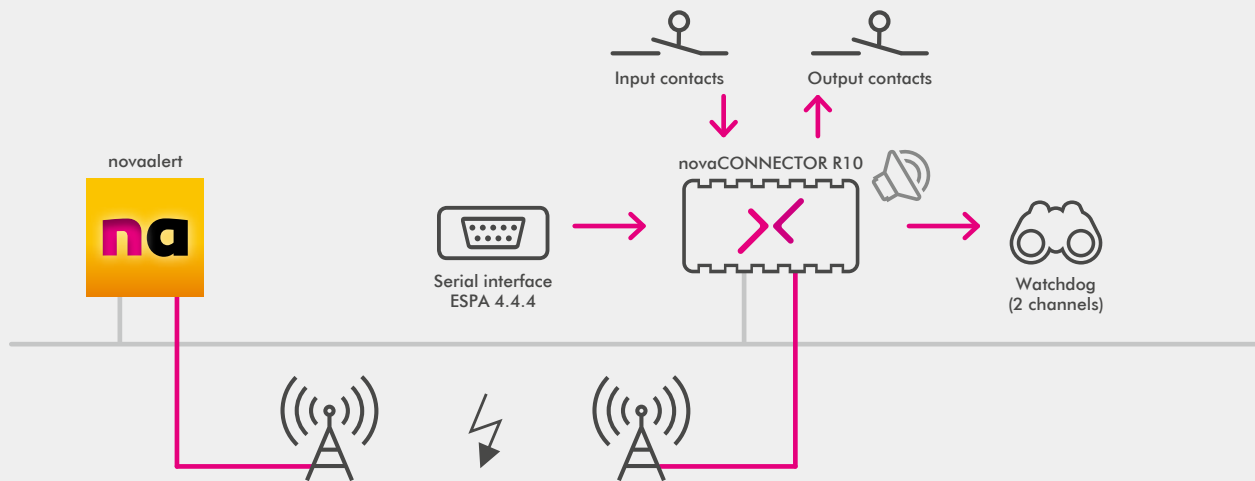 Input contacts
Output contacts
novaalert
novaCONNECTOR R10
na
Serial interface
ESPA 4.4.4
Watchdog
(2 channels)